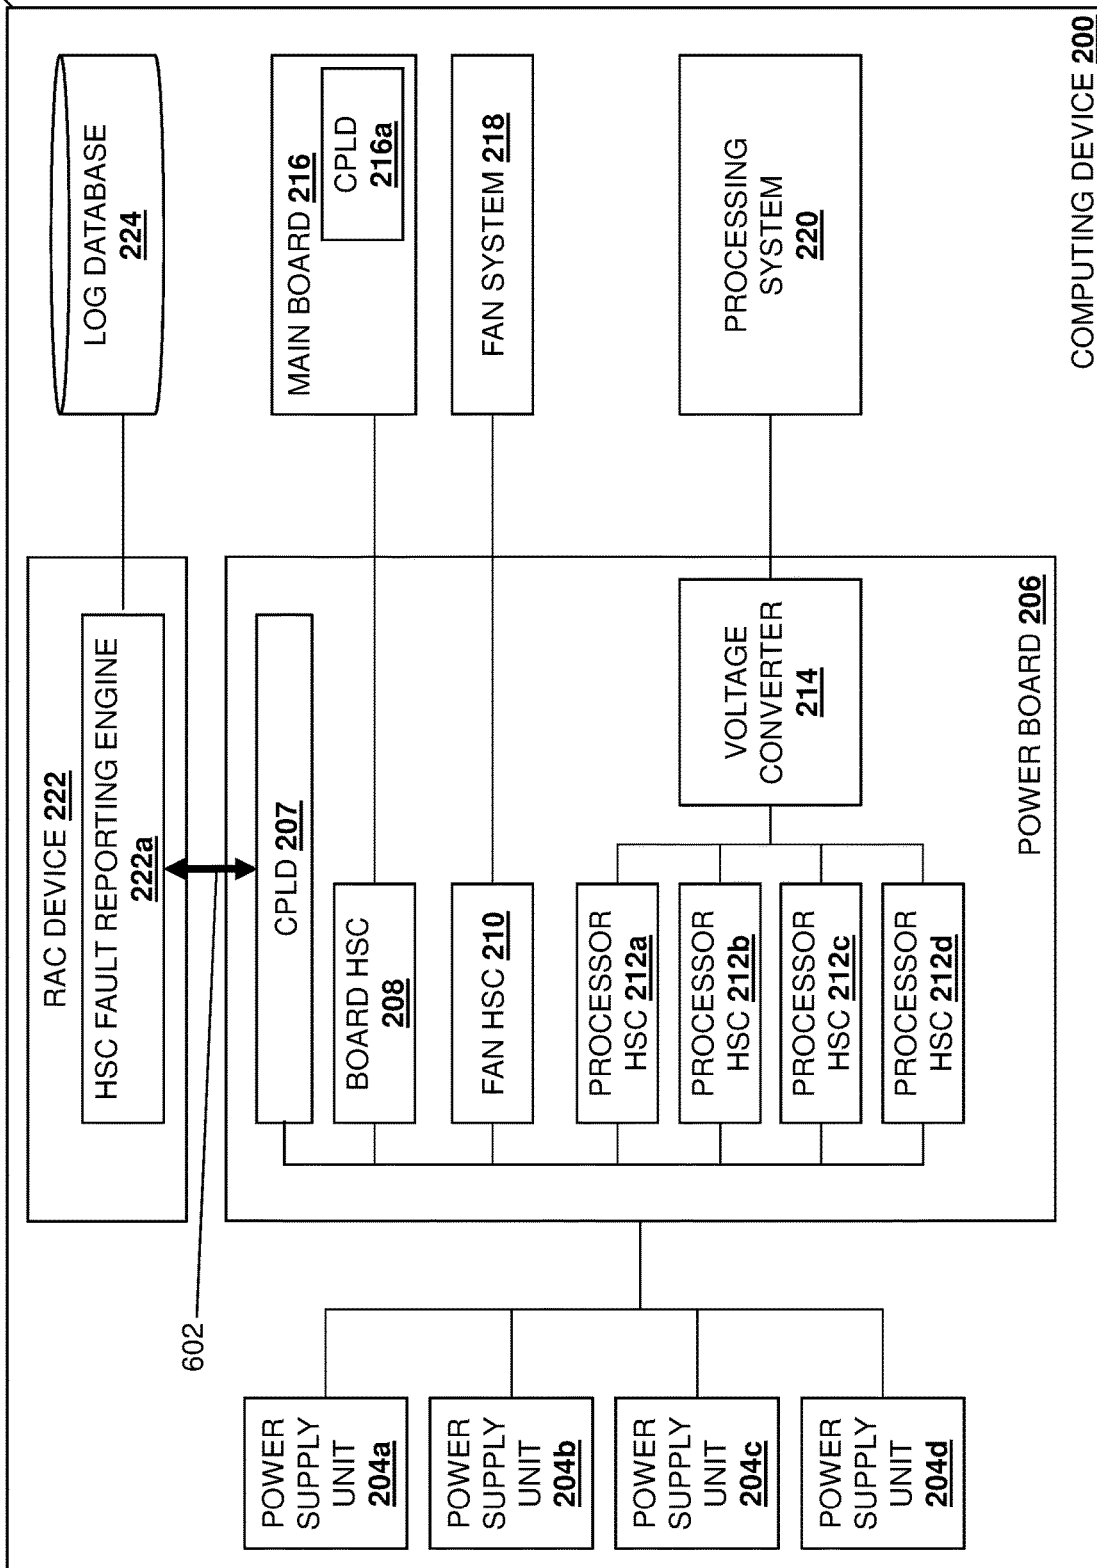 RAC DEVICE 222
HSC FAULT REPORTING ENGINE
222a
LOG DATABASE
224
602
CPLD 207
BOARD HSC
208
MAIN BOARD 216
CPLD
216a
FAN HSC 210
FAN SYSTEM 218
PROCESSOR
HSC 212a
PROCESSOR
HSC 212b
PROCESSOR
HSC 212c
PROCESSOR
HSC 212d
VOLTAGE
CONVERTER
214
PROCESSING
SYSTEM
220
POWER BOARD 206
POWER
SUPPLY
UNIT
204a
POWER
SUPPLY
UNIT
204b
POWER
SUPPLY
UNIT
204c
POWER
SUPPLY
UNIT
204d
COMPUTING DEVICE 200